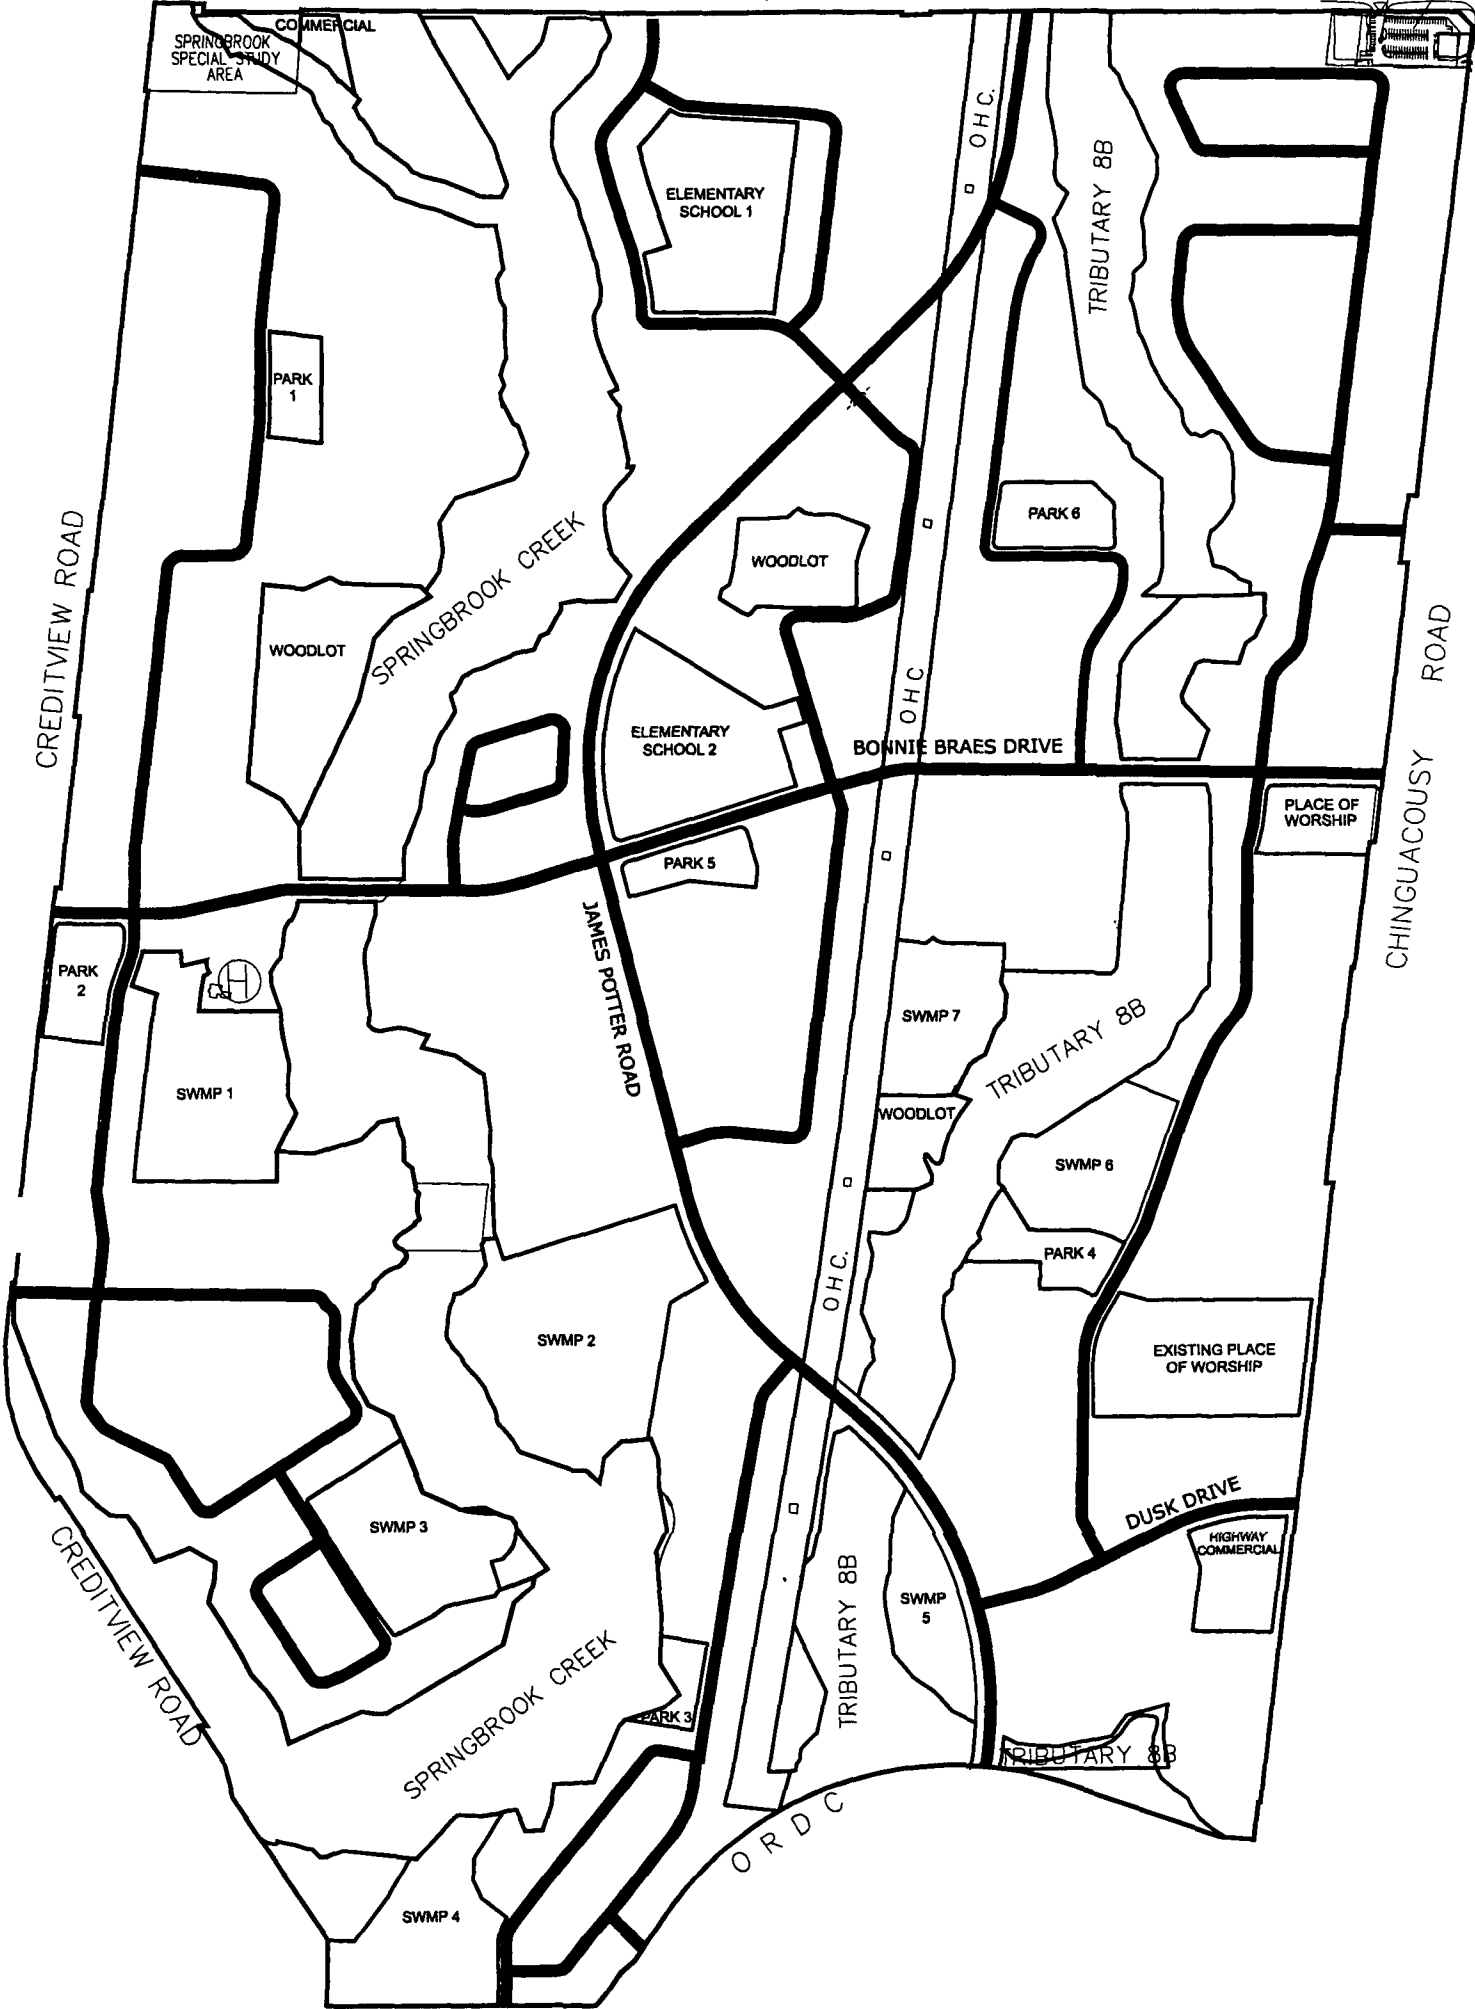 COMMERCIAL
SPRINGBROOK
SPECIAL STUDY
AREA
O H C.
TRIBUTARY 8B
ELEMENTARY
SCHOOL 1
PARK
1
PARK 6
CREDITVIEW ROAD
SPRINGBROOK CREEK
WOODLOT
WOODLOT
CHINGUACOUSY ROAD
O H C
ELEMENTARY
SCHOOL 2
BONNIE BRAES DRIVE
PLACE OF
WORSHIP
PARK 5
JAMES POTTER ROAD
PARK
2
H
SWMP 7
TRIBUTARY 8B
SWMP 1
WOODLOT
SWMP 6
PARK 4
O H C.
SWMP 2
EXISTING PLACE
OF WORSHIP
DUSK DRIVE
SWMP 3
HIGHWAY
COMMERCIAL
CREDITVIEW ROAD
TRIBUTARY 8B
SWMP
5
SPRINGBROOK CREEK
PARK 3
TRIBUTARY 8B
O R D C
SWMP 4